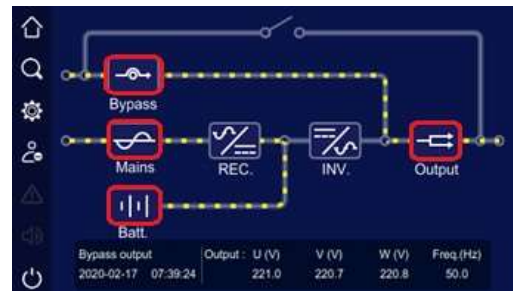 Bypass
Mains
REC.
INV.
Output
Batt.
Bypass output
2020-02-17 07:39:24
Output : U (V) V (V) W (V) Freq.(Hz)
221.0 220.7 220.8 50.0